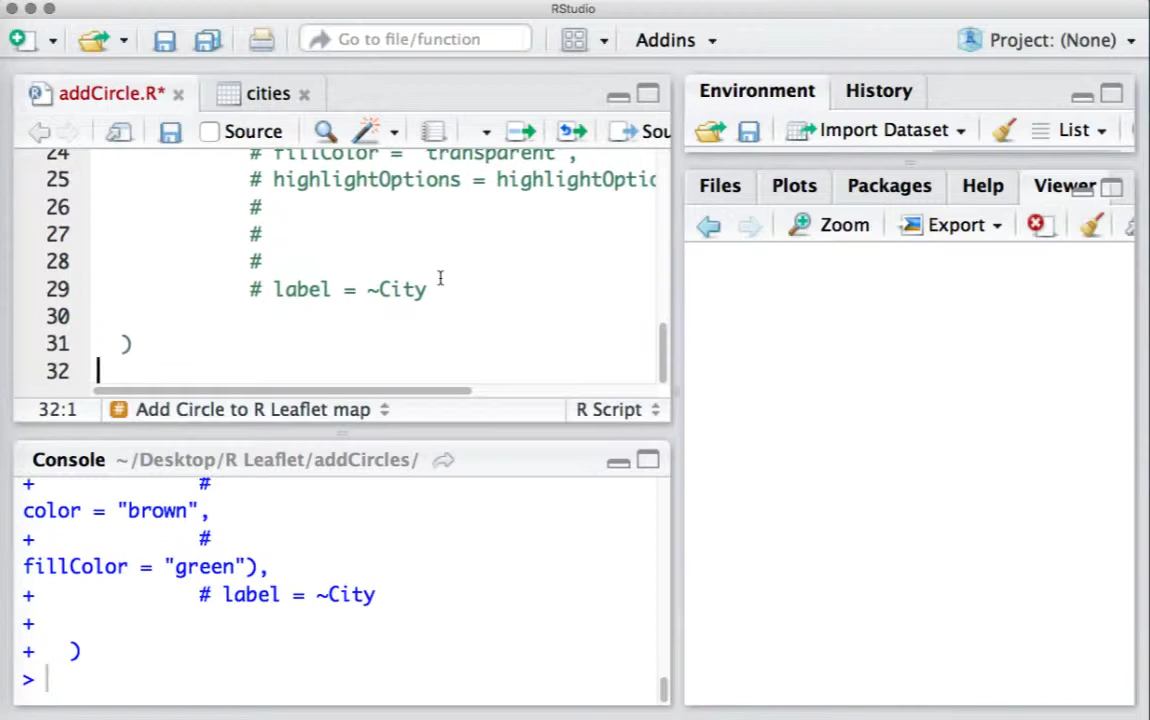 RStudio
Go to file/function
Addins
Project: (None)
addCircle.R*
cities
Source
Sou
24 # fillColor = "transparent",
25 # highlightOptions = highlightOptio
26 #
27 #
28 #
29 # label = ~City
30
31 )
32
32:1 Add Circle to R Leaflet map R Script
Console ~/Desktop/R Leaflet/addCircles/
+ #
color = "brown",
+ #
fillColor = "green"),
+ # label = ~City
+
+ )
>
Environment History
Import Dataset List
Files Plots Packages Help Viewer
Zoom Export